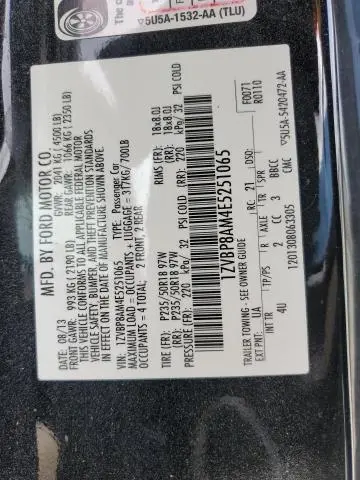 The c
▽5U5A-1532-AA (TLU)
MFD. BY FORD MOTOR CO.
DATE: 08/13 GVWR: 2041 KG ( 4500 LB)
FRONT GAWR: 993 KG ( 2190 LB) REAR GAWR: 1066 KG ( 2350 LB)
THIS VEHICLE CONFORMS TO ALL APPLICABLE FEDERAL MOTOR
VEHICLE SAFETY, BUMPER, AND THEFT PREVENTION STANDARDS
IN EFFECT ON THE DATE OF MANUFACTURE SHOWN ABOVE.
VIN: 1ZVBP8AM4E5251065 TYPE: Passenger Car
MAXIMUM LOAD = OCCUPANTS + LUGGAGE = 317KG / 700LB
OCCUPANTS = 4 TOTAL: 2 FRONT, 2 REAR
TIRE (FR): P235/50R18 97W RIMS (FR): 18x8.0J
(RR): P235/50R18 97W (RR): 18x8.0J
PRESSURE (FR): 220 kPa/ 32 PSI COLD (RR): 220 kPa/ 32 PSI COLD
1ZVBP8AM4E5251065
TRAILER TOWING - SEE OWNER GUIDE F0071
EXT PNT: UA RC: 21 DSO: R0110
INT TR TP/PS R AXLE TR SPR
4U 2 CC 3 BBCC
1201308063305 CMC ▽5U5A-5420472-AA